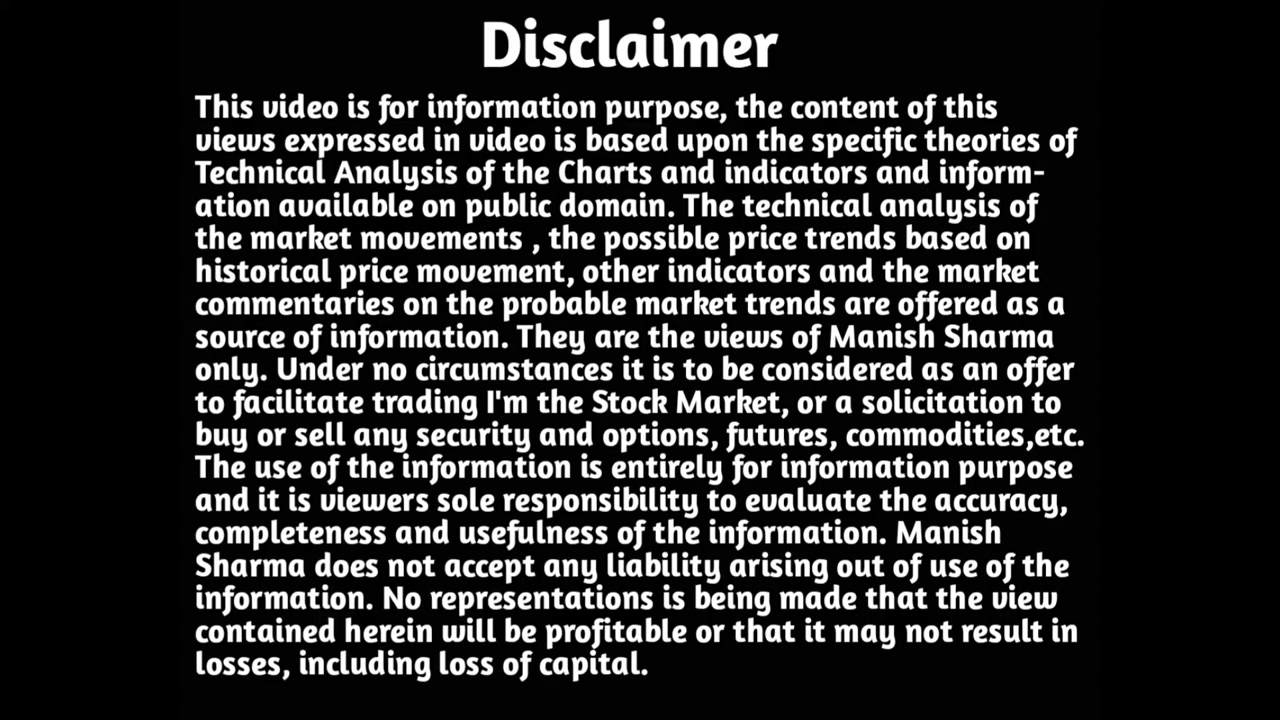 Disclaimer
This video is for information purpose, the content of this
views expressed in video is based upon the specific theories of
Technical Analysis of the Charts and indicators and inform-
ation available on public domain. The technical analysis of
the market movements , the possible price trends based on
historical price movement, other indicators and the market
commentaries on the probable market trends are offered as a
source of information. They are the views of Manish Sharma
only. Under no circumstances it is to be considered as an offer
to facilitate trading I'm the Stock Market, or a solicitation to
buy or sell any security and options, futures, commodities,etc.
The use of the information is entirely for information purpose
and it is viewers sole responsibility to evaluate the accuracy,
completeness and usefulness of the information. Manish
Sharma does not accept any liability arising out of use of the
information. No representations is being made that the view
contained herein will be profitable or that it may not result in
losses, including loss of capital.